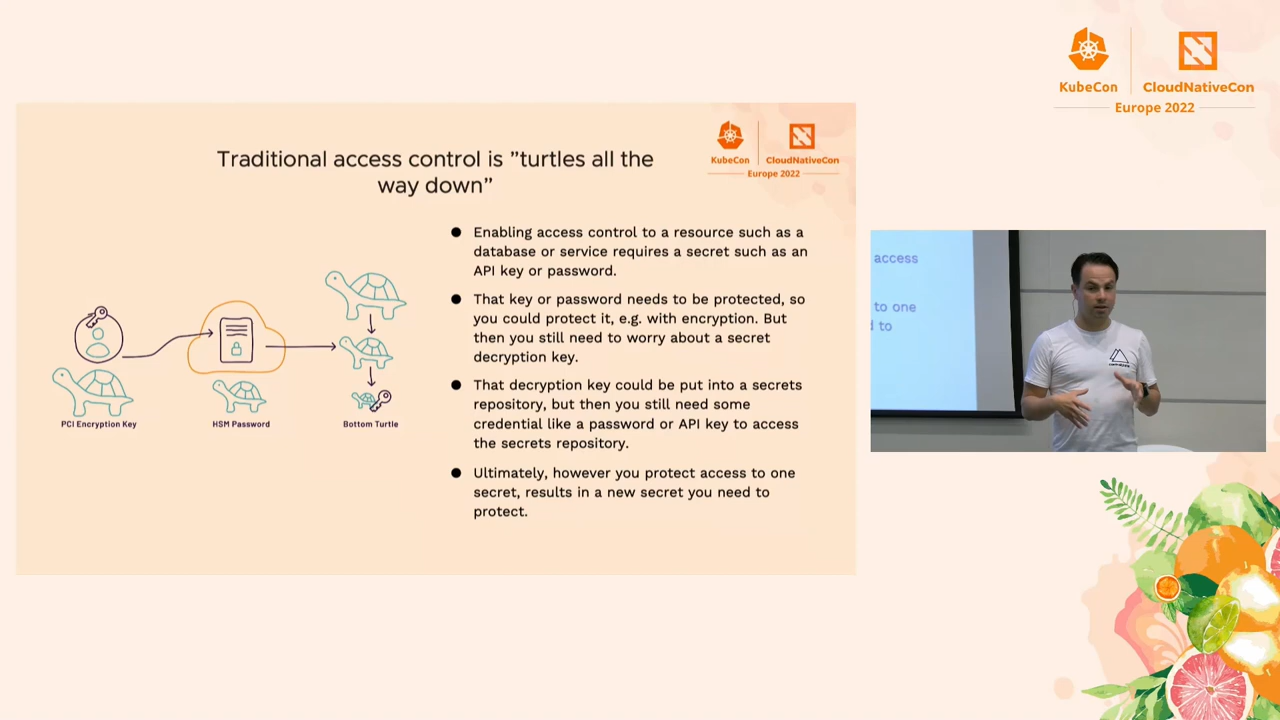 KubeCon
CloudNativeCon
Europe 2022
Traditional access control is ”turtles all the
way down”
KubeCon
CloudNativeCon
Europe 2022
PCI Encryption Key
HSM Password
Bottom Turtle
● Enabling access control to a resource such as a
database or service requires a secret such as an
API key or password.
● That key or password needs to be protected, so
you could protect it, e.g. with encryption. But
then you still need to worry about a secret
decryption key.
● That decryption key could be put into a secrets
repository, but then you still need some
credential like a password or API key to access
the secrets repository.
● Ultimately, however you protect access to one
secret, results in a new secret you need to
protect.
access
to one
d to